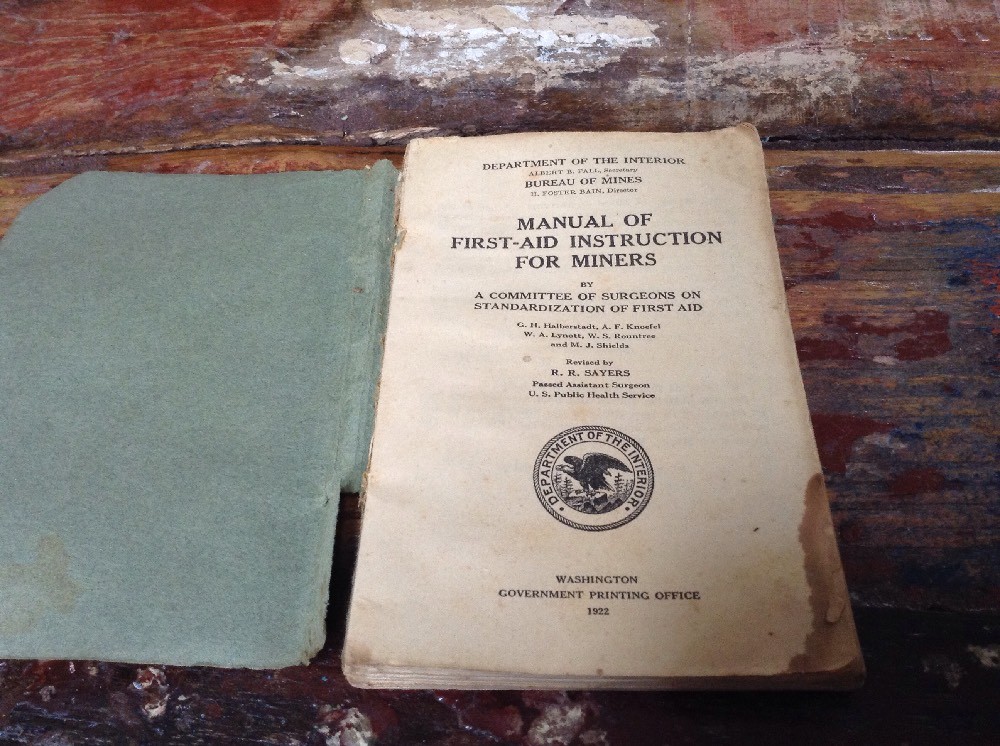 DEPARTMENT OF THE INTERIOR
ALBERT B. FALL, Secretary
BUREAU OF MINES
H. FOSTER BAIN, Director
MANUAL OF
FIRST-AID INSTRUCTION
FOR MINERS
BY
A COMMITTEE OF SURGEONS ON
STANDARDIZATION OF FIRST AID
G. H. Halberstadt, A. F. Knoefel
W. A. Lynott, W. S. Rountree
and M. J. Shields
Revised by
R. R. SAYERS
Passed Assistant Surgeon
U. S. Public Health Service
DEPARTMENT OF THE INTERIOR
WASHINGTON
GOVERNMENT PRINTING OFFICE
1922